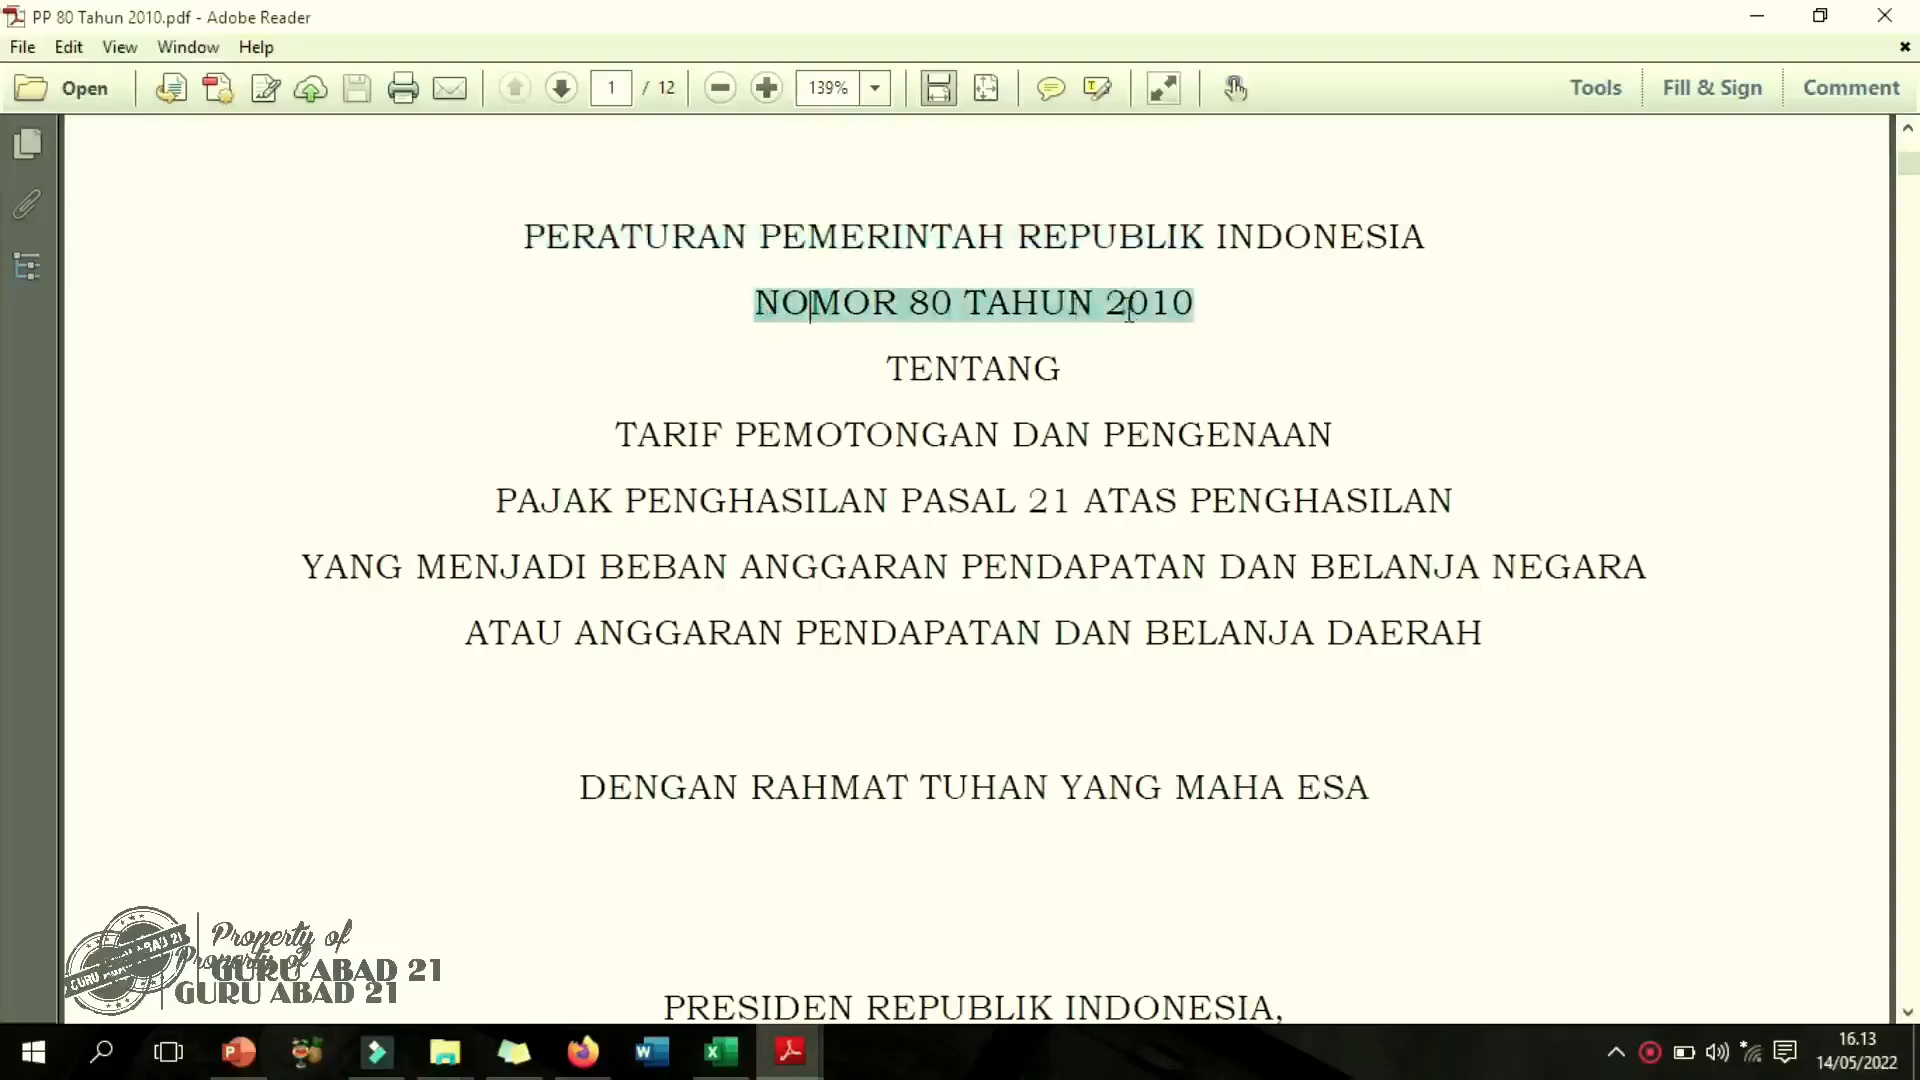 PP 80 Tahun 2010.pdf - Adobe Reader
File Edit View Window Help
Open 1 / 12 139% Tools Fill & Sign Comment
PERATURAN PEMERINTAH REPUBLIK INDONESIA
NOMOR 80 TAHUN 2010
TENTANG
TARIF PEMOTONGAN DAN PENGENAAN
PAJAK PENGHASILAN PASAL 21 ATAS PENGHASILAN
YANG MENJADI BEBAN ANGGARAN PENDAPATAN DAN BELANJA NEGARA
ATAU ANGGARAN PENDAPATAN DAN BELANJA DAERAH
DENGAN RAHMAT TUHAN YANG MAHA ESA
PRESIDEN REPUBLIK INDONESIA,
Property of
GURU ABAD 21
Property of
GURU ABAD 21
16.13
14/05/2022